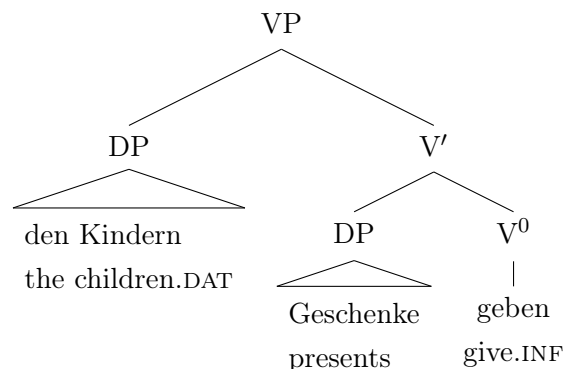 VP
DP V′
den Kindern
the children.DAT
DP V⁰
Geschenke
presents
geben
give.INF